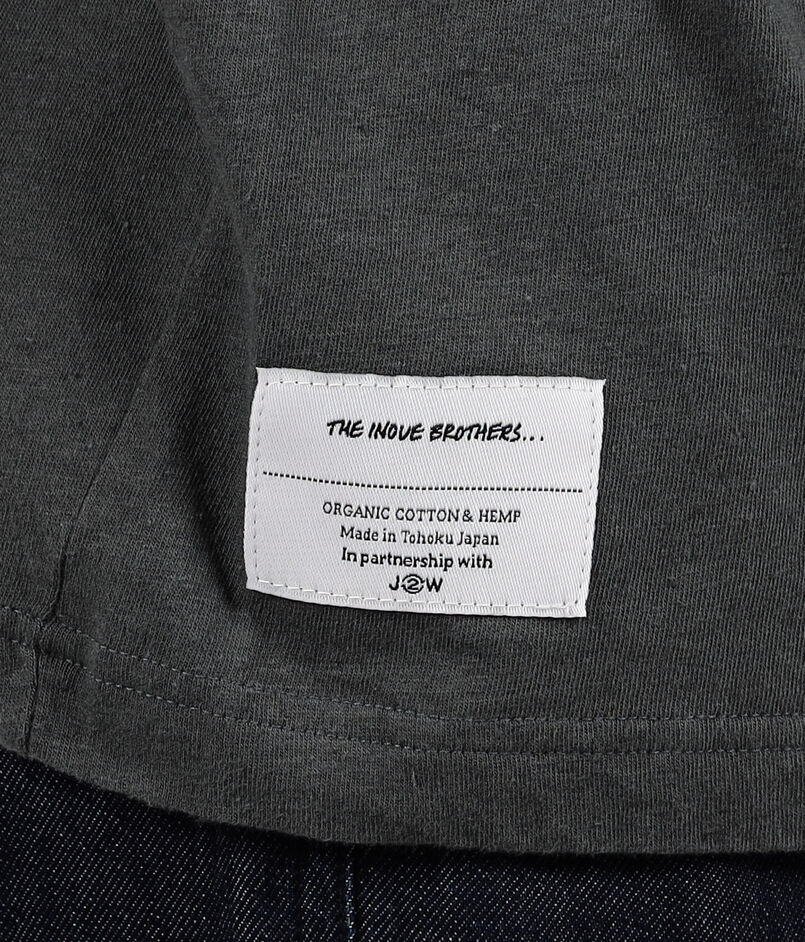 THE INOUE BROTHERS...
ORGANIC COTTON & HEMP
Made in Tohoku Japan
In partnership with
J②W